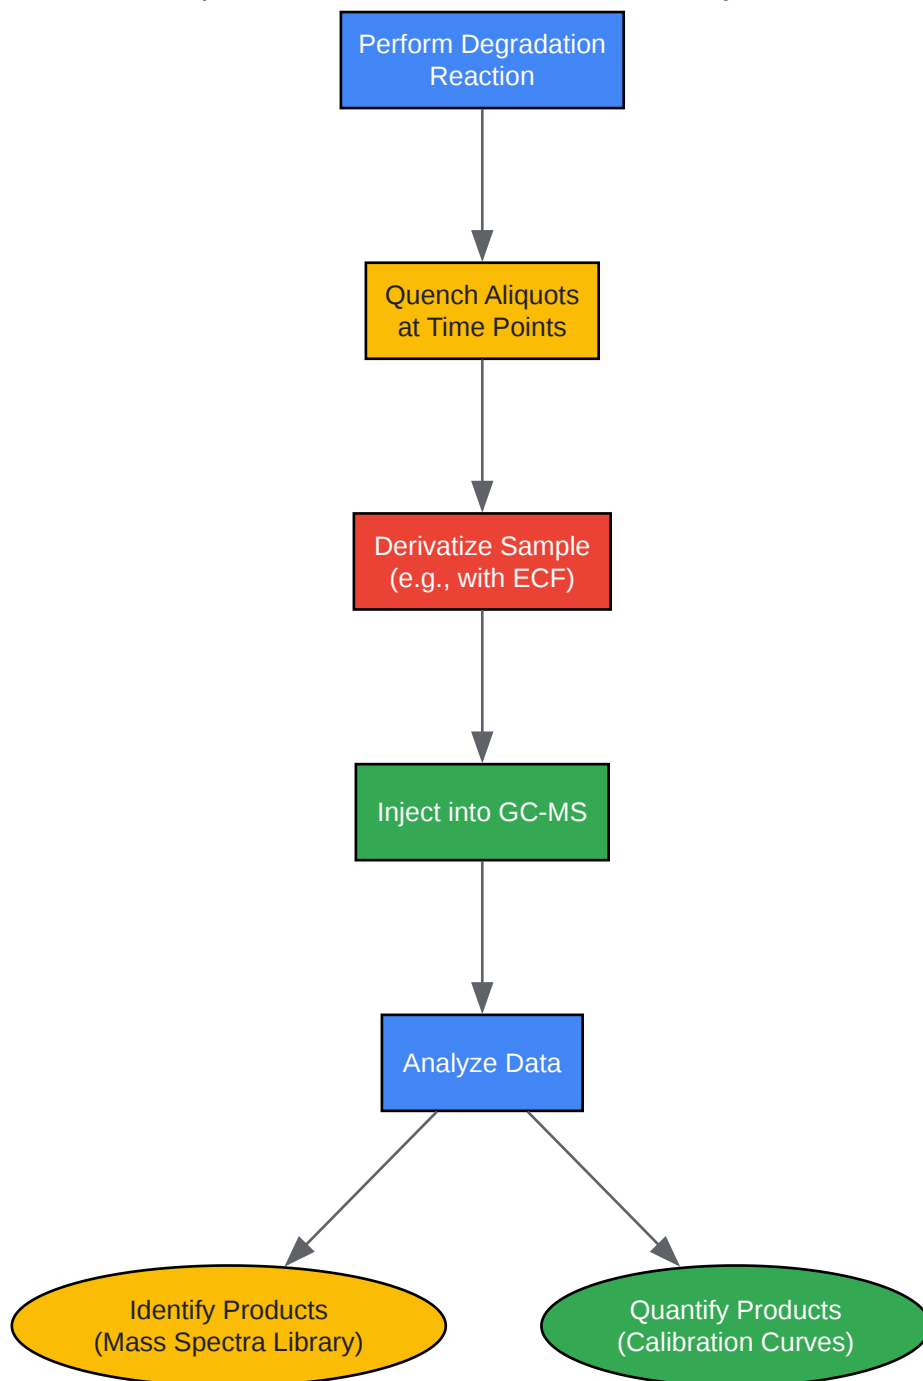 Perform Degradation
Reaction
Quench Aliquots
at Time Points
Derivatize Sample
(e.g., with ECF)
Inject into GC-MS
Analyze Data
Identify Products
(Mass Spectra Library)
Quantify Products
(Calibration Curves)